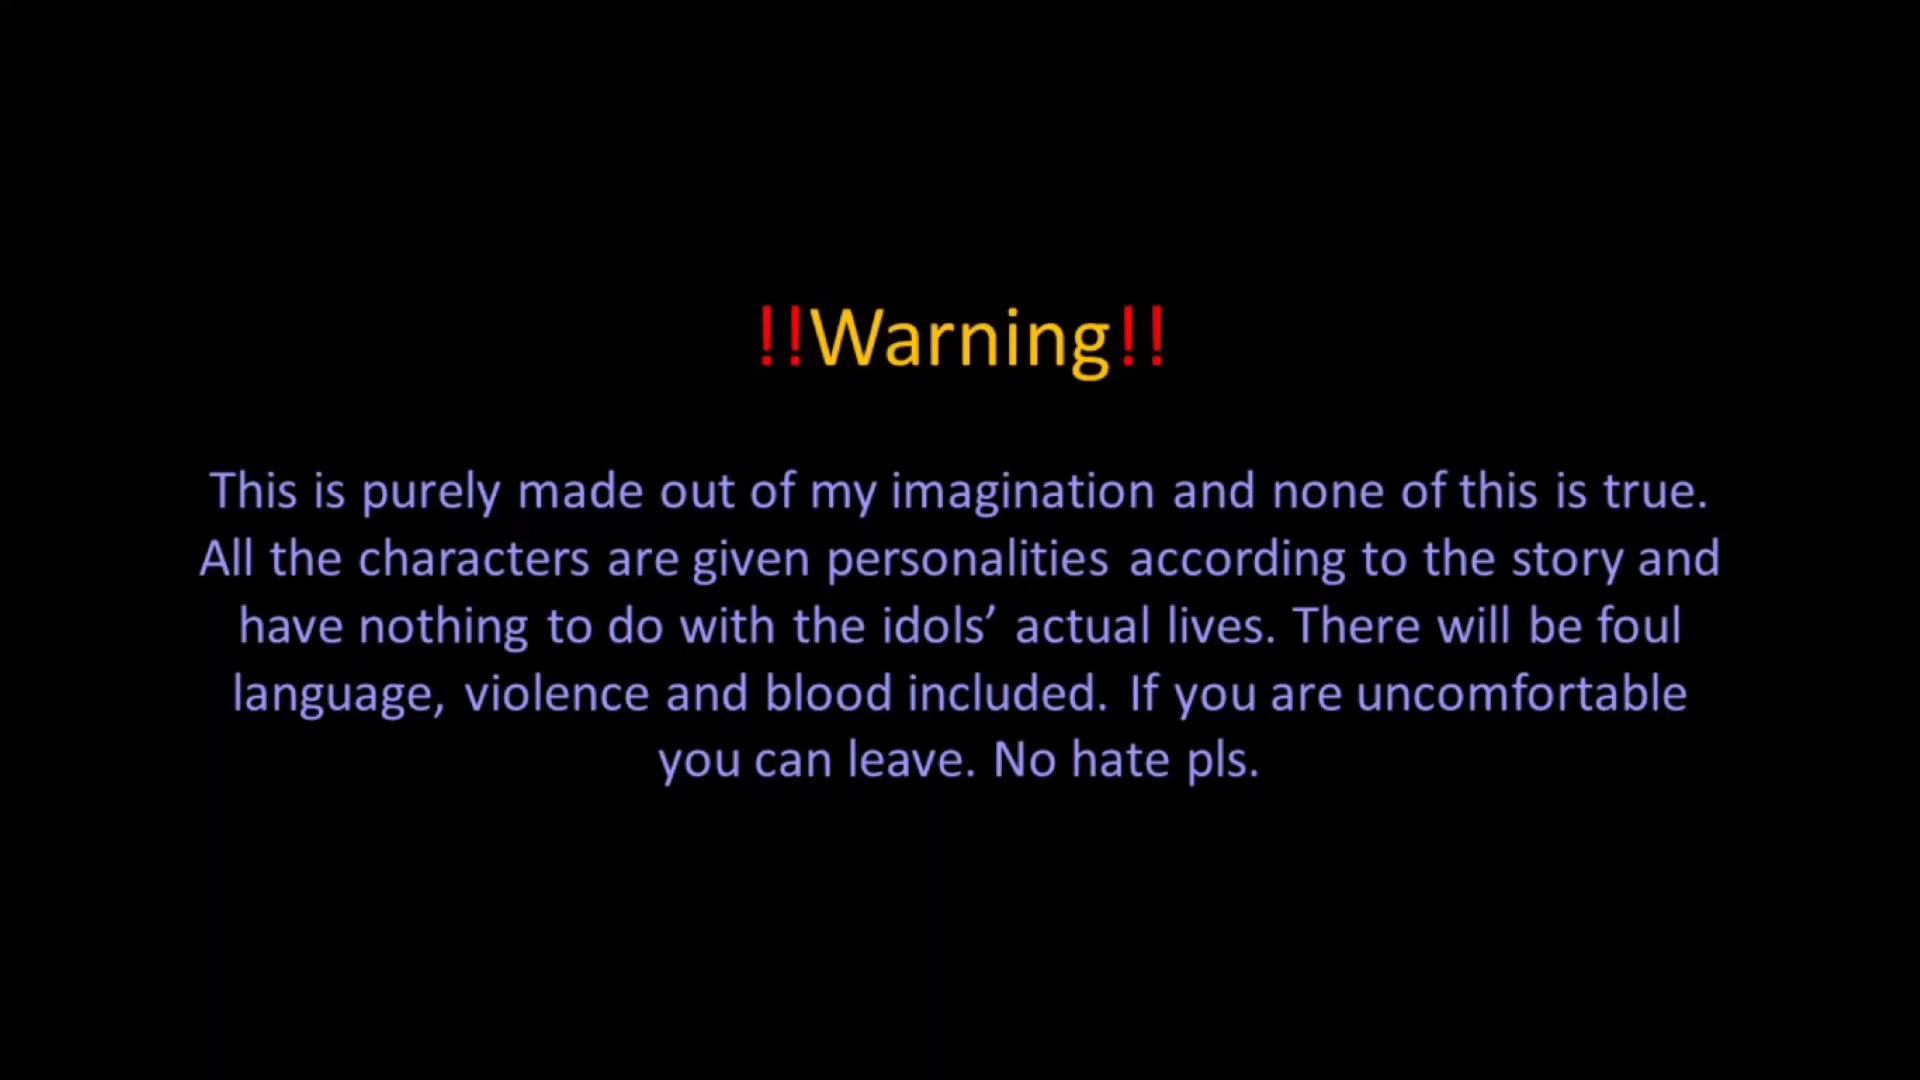 !!Warning!!
This is purely made out of my imagination and none of this is true.
All the characters are given personalities according to the story and
have nothing to do with the idols’ actual lives. There will be foul
language, violence and blood included. If you are uncomfortable
you can leave. No hate pls.